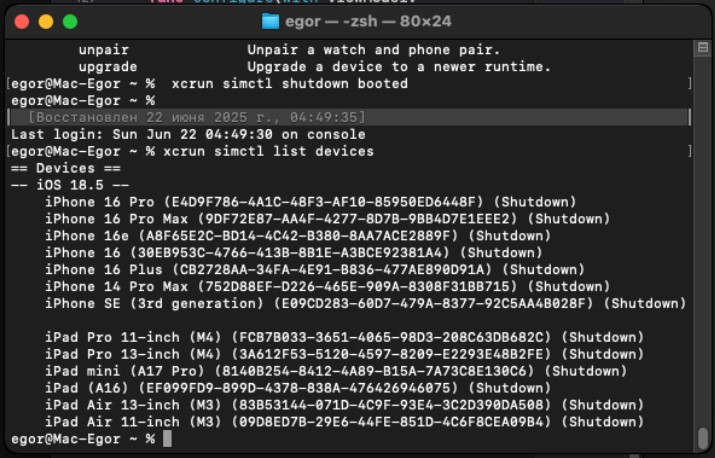 func configure(with viewModel:
egor — -zsh — 80×24
unpair Unpair a watch and phone pair.
upgrade Upgrade a device to a newer runtime.
[egor@Mac-Egor ~ % xcrun simctl shutdown booted ]
egor@Mac-Egor ~ %
[Восстановлен 22 июня 2025 г., 04:49:35]
Last login: Sun Jun 22 04:49:30 on console
[egor@Mac-Egor ~ % xcrun simctl list devices ]
== Devices ==
-- iOS 18.5 --
iPhone 16 Pro (E4D9F786-4A1C-48F3-AF10-85950ED6448F) (Shutdown)
iPhone 16 Pro Max (9DF72E87-AA4F-4277-8D7B-9BB4D7E1EEE2) (Shutdown)
iPhone 16e (A8F65E2C-BD14-4C42-B380-8AA7ACE2889F) (Shutdown)
iPhone 16 (30EB953C-4766-413B-8B1E-A3BCE92381A4) (Shutdown)
iPhone 16 Plus (CB2728AA-34FA-4E91-B836-477AE890D91A) (Shutdown)
iPhone 14 Pro Max (752D88EF-D226-465E-909A-8308F31BB715) (Shutdown)
iPhone SE (3rd generation) (E09CD283-60D7-479A-8377-92C5AA4B028F) (Shutdown)
iPad Pro 11-inch (M4) (FCB7B033-3651-4065-98D3-208C63DB682C) (Shutdown)
iPad Pro 13-inch (M4) (3A612F53-5120-4597-8209-E2293E48B2FE) (Shutdown)
iPad mini (A17 Pro) (8140B254-8412-4A89-B15A-7A73C8E130C6) (Shutdown)
iPad (A16) (EF099FD9-899D-4378-838A-476426946075) (Shutdown)
iPad Air 13-inch (M3) (83B53144-071D-4C9F-93E4-3C2D390DA508) (Shutdown)
iPad Air 11-inch (M3) (09D8ED7B-29E6-44FE-851D-4C6F8CEA09B4) (Shutdown)
egor@Mac-Egor ~ %